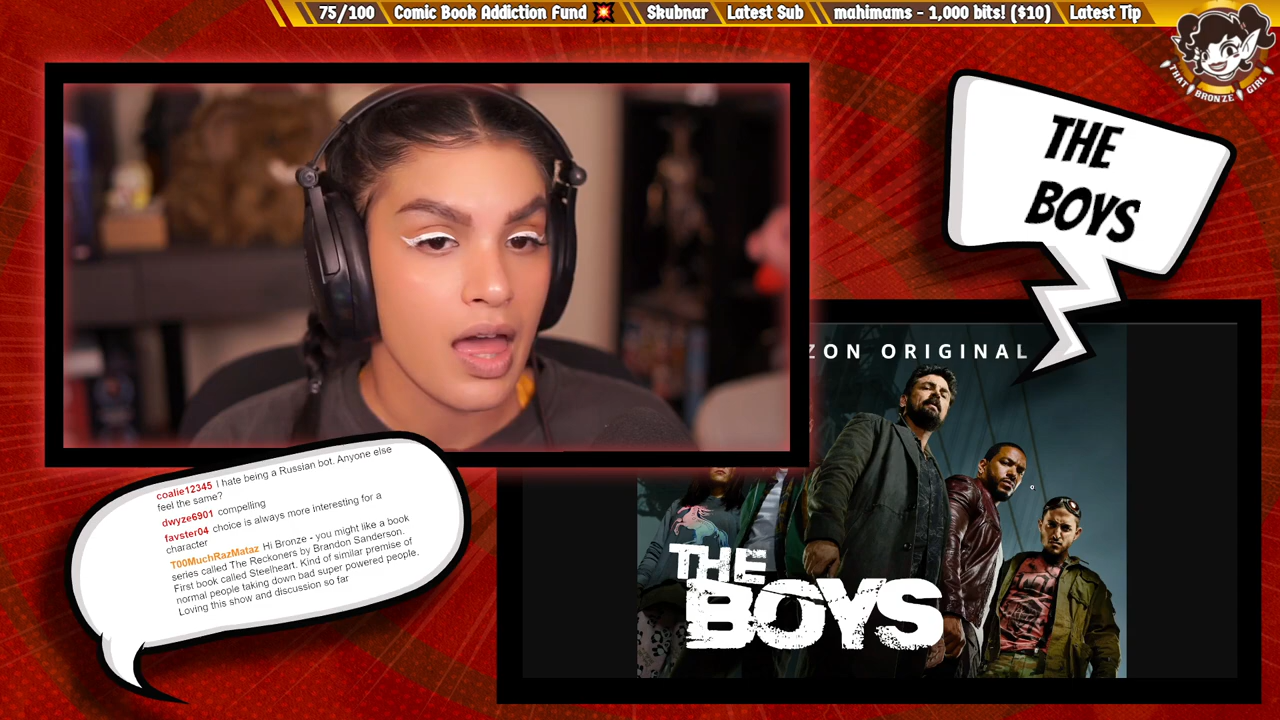 75/100 Comic Book Addiction Fund 💥 Skubnar Latest Sub mahimams - 1,000 bits! ($10) Latest Tip
THAT BRONZE GIRL
THE
BOYS
ZON ORIGINAL
coalie12345 I hate being a Russian bot. Anyone else
feel the same?
dwyze6901 compelling
favster04 choice is always more interesting for a
character
T00MuchRazMataz Hi Bronze - you might like a book
series called The Reckoners by Brandon Sanderson.
First book called Steelheart. Kind of similar premise of
normal people taking down bad super powered people.
Loving this show and discussion so far
THE
BOYS